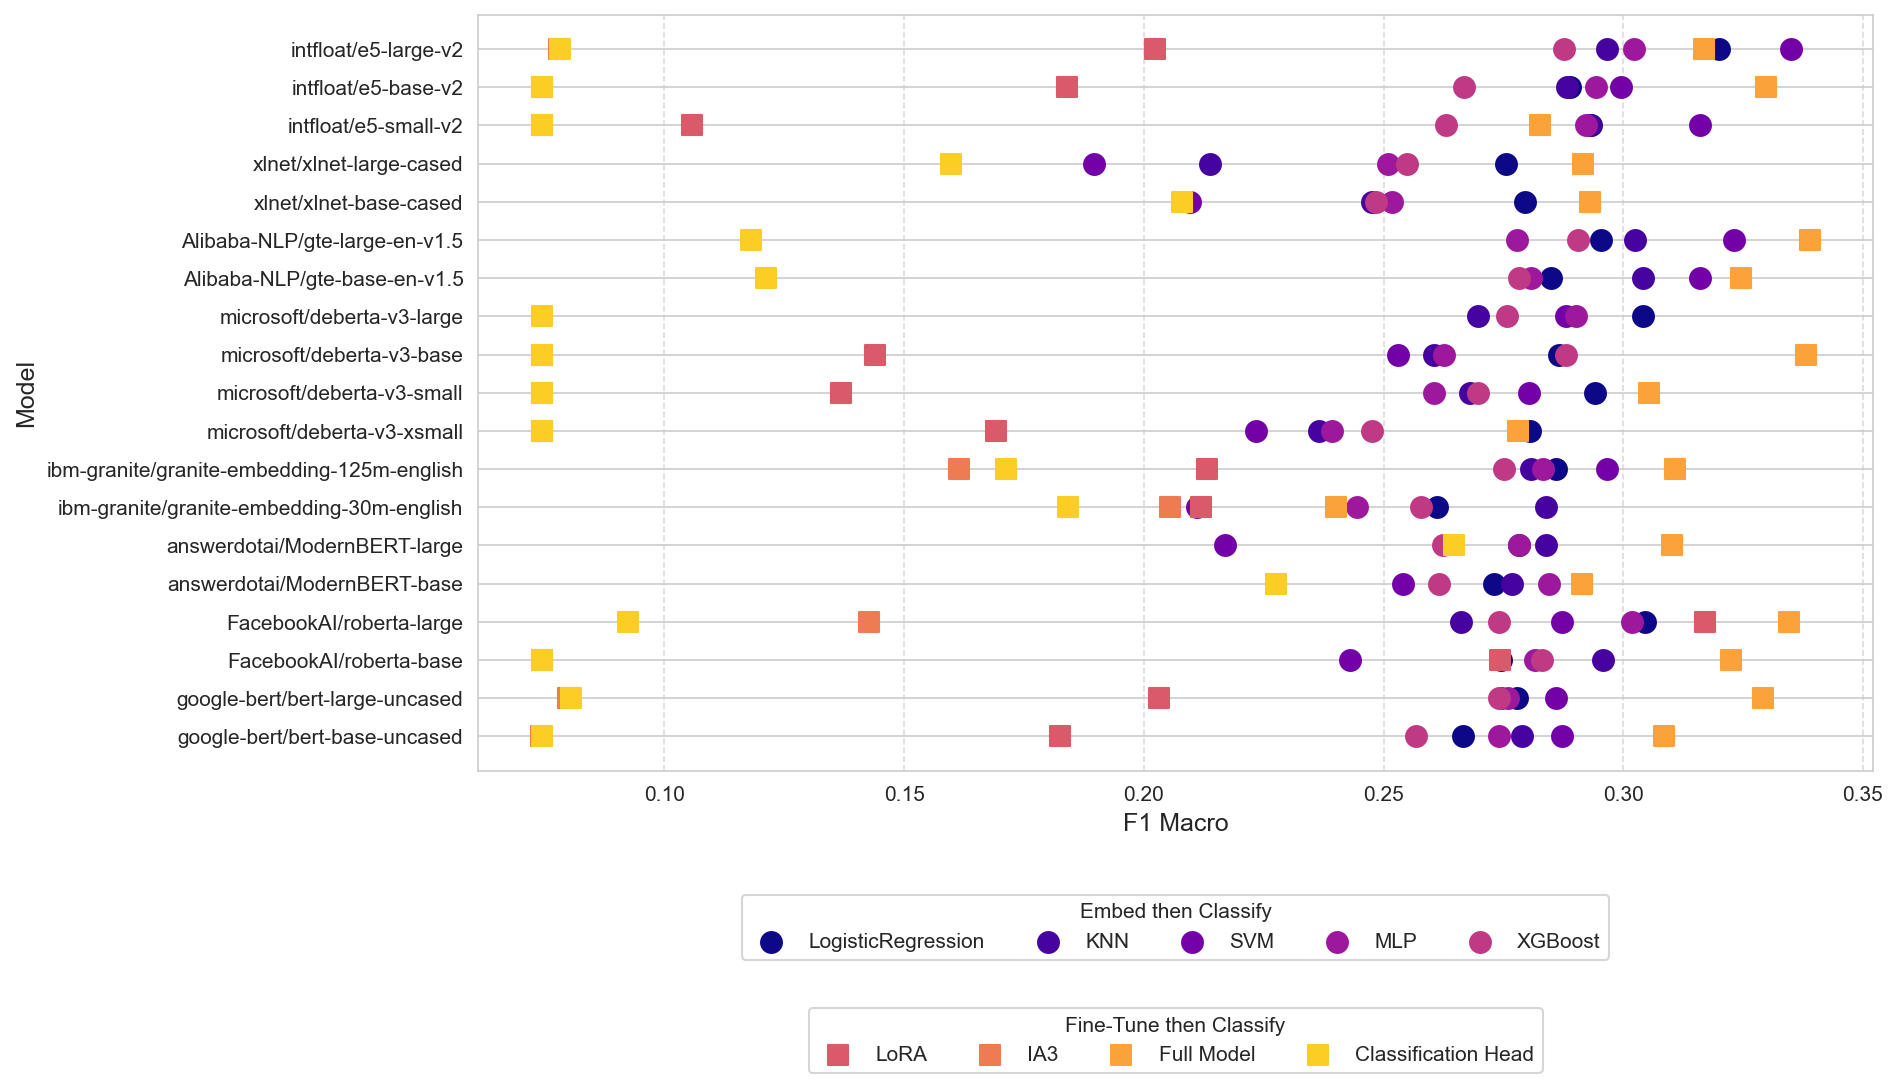 intfloat/e5-large-v2
intfloat/e5-base-v2
intfloat/e5-small-v2
xlnet/xlnet-large-cased
xlnet/xlnet-base-cased
Alibaba-NLP/gte-large-en-v1.5
Alibaba-NLP/gte-base-en-v1.5
microsoft/deberta-v3-large
microsoft/deberta-v3-base
microsoft/deberta-v3-small
microsoft/deberta-v3-xsmall
ibm-granite/granite-embedding-125m-english
ibm-granite/granite-embedding-30m-english
answerdotai/ModernBERT-large
answerdotai/ModernBERT-base
FacebookAI/roberta-large
FacebookAI/roberta-base
google-bert/bert-large-uncased
google-bert/bert-base-uncased
Model
0.10 0.15 0.20 0.25 0.30 0.35
F1 Macro
Embed then Classify
LogisticRegression KNN SVM MLP XGBoost
Fine-Tune then Classify
LoRA IA3 Full Model Classification Head